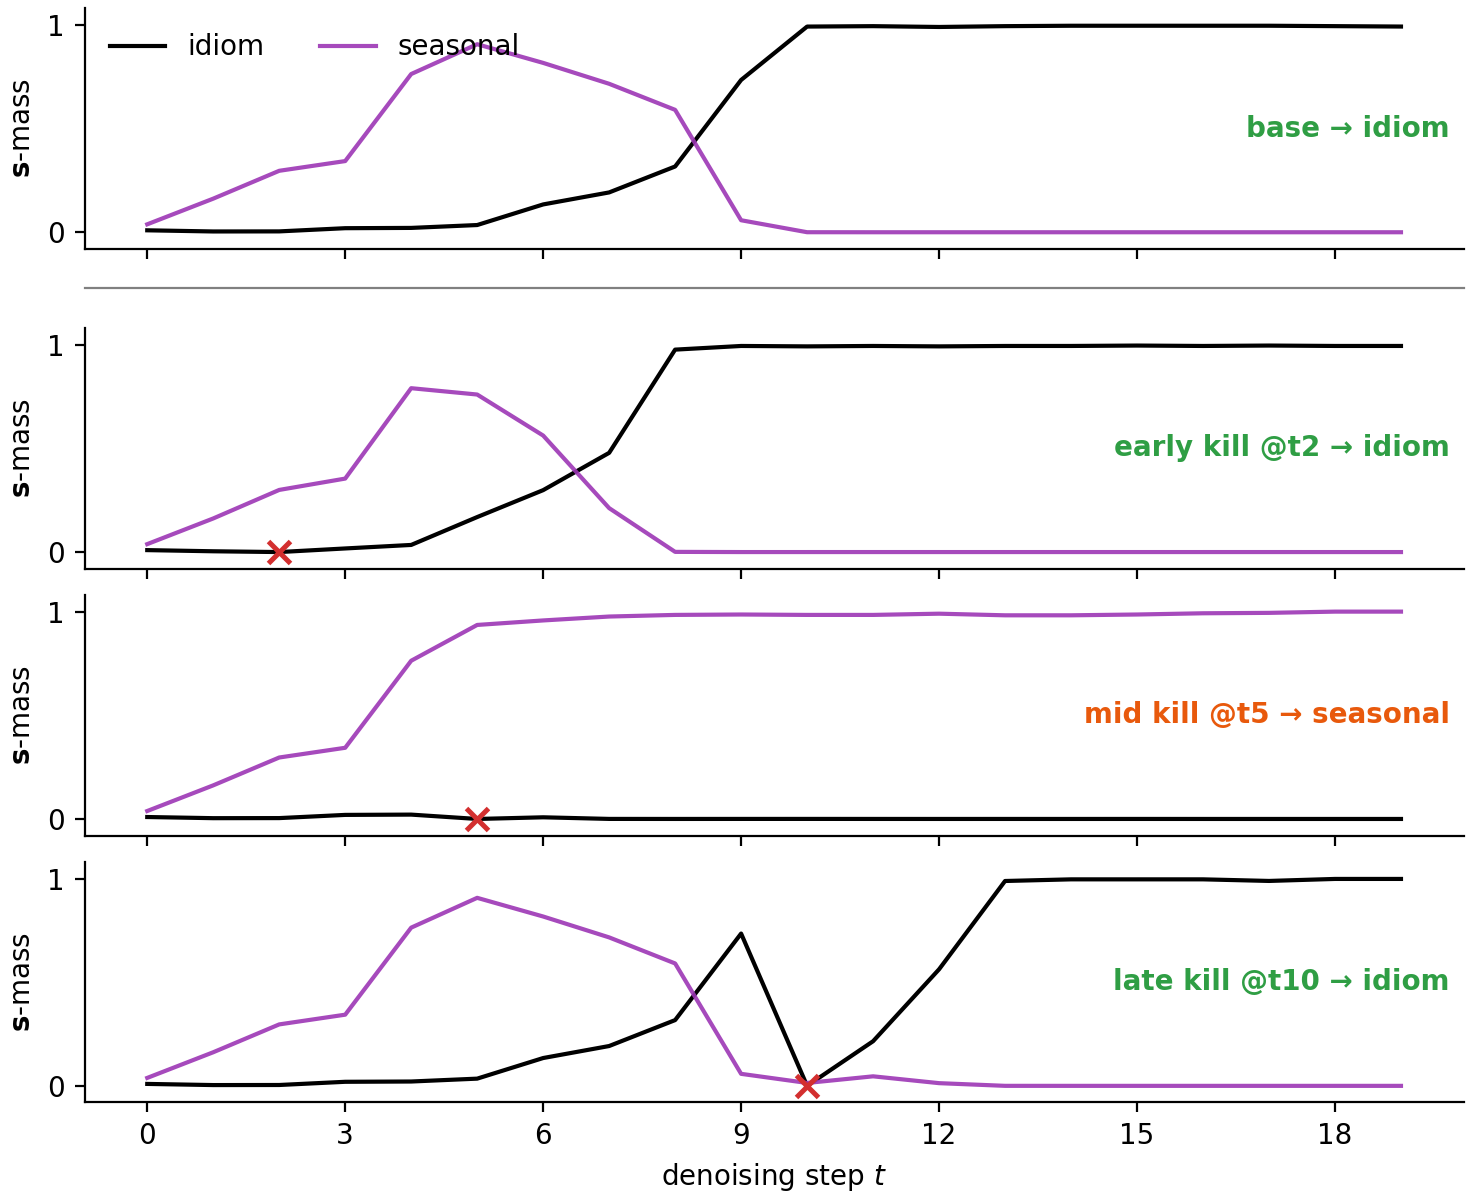 1
idiom
seasonal
s-mass
base → idiom
0
1
s-mass
early kill @t2 → idiom
0
1
s-mass
mid kill @t5 → seasonal
0
1
s-mass
late kill @t10 → idiom
0
0 3 6 9 12 15 18
denoising step t